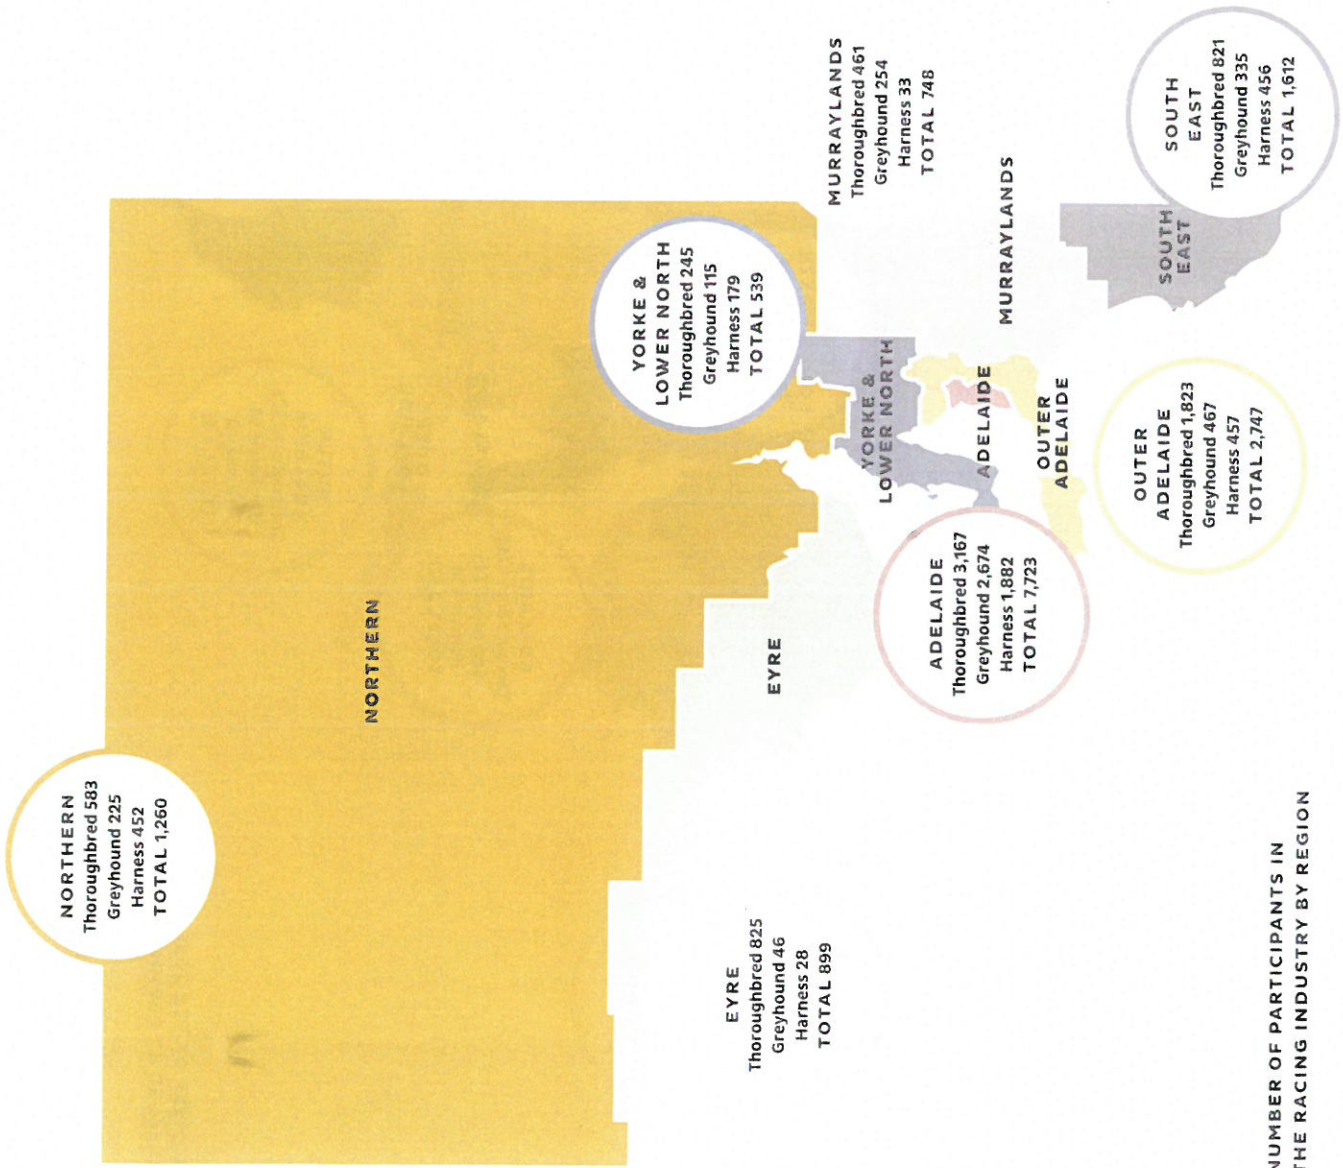 NORTHERN
Thoroughbred 583
Greyhound 225
Harness 452
TOTAL 1,260
NORTHERN
YORKE &
LOWER NORTH
Thoroughbred 245
Greyhound 115
Harness 179
TOTAL 539
MURRAYLANDS
Thoroughbred 461
Greyhound 254
Harness 33
TOTAL 748
EYRE
Thoroughbred 825
Greyhound 46
Harness 28
TOTAL 899
EYRE
YORKE &
LOWER NORTH
ADELAIDE
Thoroughbred 3,167
Greyhound 2,674
Harness 1,882
TOTAL 7,723
ADELAIDE
OUTER
ADELAIDE
MURRAYLANDS
OUTER
ADELAIDE
Thoroughbred 1,823
Greyhound 467
Harness 457
TOTAL 2,747
SOUTH
EAST
SOUTH
EAST
Thoroughbred 821
Greyhound 335
Harness 456
TOTAL 1,612
NUMBER OF PARTICIPANTS IN
THE RACING INDUSTRY BY REGION